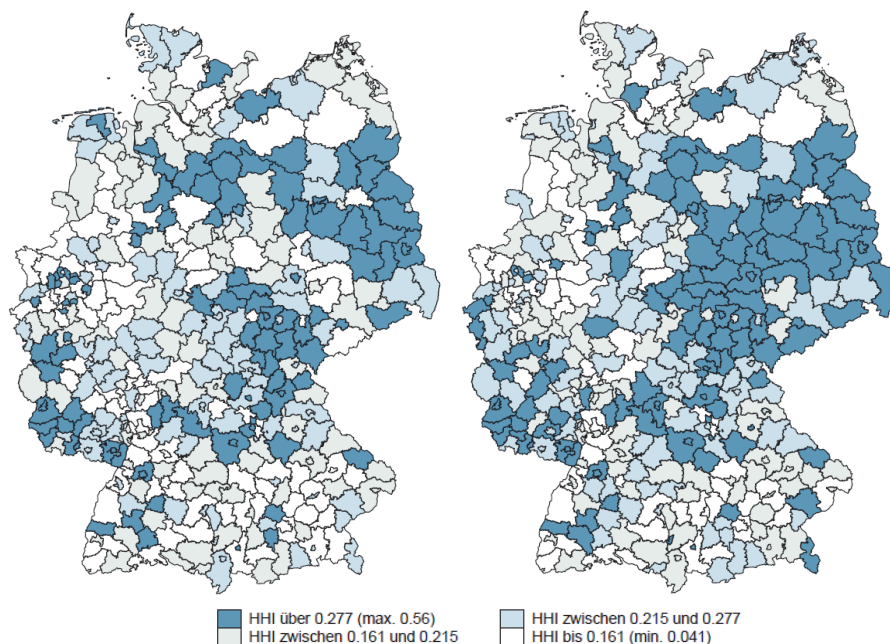 HHI über 0.277 (max. 0.56) HHI zwischen 0.215 und 0.277
HHI zwischen 0.161 und 0.215 HHI bis 0.161 (min. 0.041)